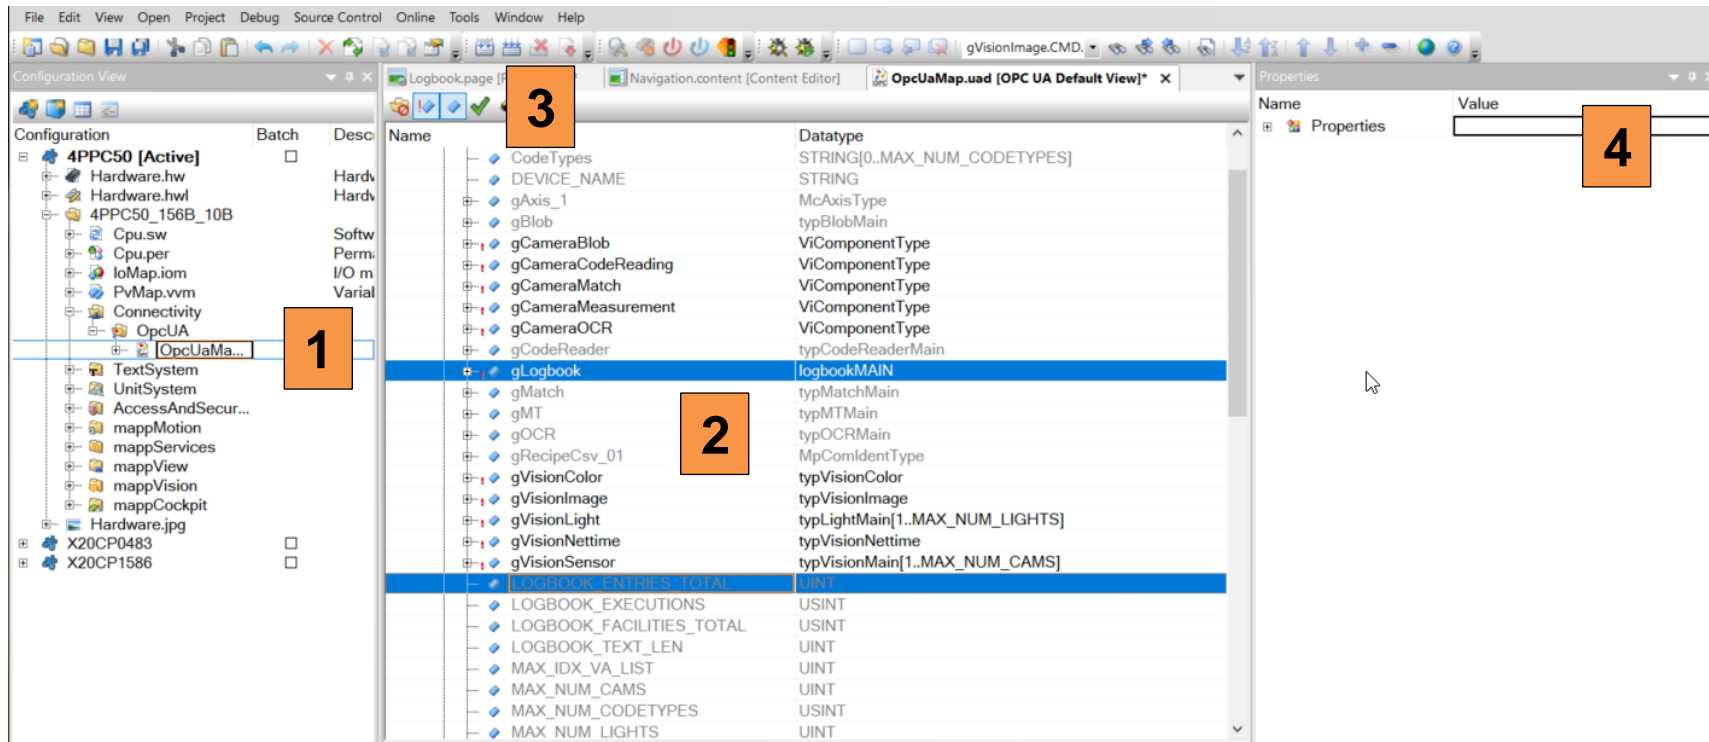 File Edit View Open Project Debug Source Control Online Tools Window Help
gVisionImage.CMD.
Configuration View
Configuration Batch Descr
4PPC50 [Active]
Hardware.hw Hardw
Hardware.hwl Hardw
4PPC50_156B_10B
Cpu.sw Softw
Cpu.per Perm
IoMap.iom I/O m
PvMap.vvm Varial
Connectivity
OpcUA
OpcUaMa...
TextSystem
UnitSystem
AccessAndSecur...
mappMotion
mappServices
mappView
mappVision
mappCockpit
Hardware.jpg
X20CP0483
X20CP1586
1
Logbook.page [
Navigation.content [Content Editor]
OpcUaMap.uad [OPC UA Default View]*
3
Name Datatype
CodeTypes STRING[0..MAX_NUM_CODETYPES]
DEVICE_NAME STRING
gAxis_1 McAxisType
gBlob typBlobMain
gCameraBlob ViComponentType
gCameraCodeReading ViComponentType
gCameraMatch ViComponentType
gCameraMeasurement ViComponentType
gCameraOCR ViComponentType
gCodeReader typCodeReaderMain
gLogbook logbookMAIN
gMatch typMatchMain
gMT typMTMain
gOCR typOCRMain
gRecipeCsv_01 MpComIdentType
gVisionColor typVisionColor
gVisionImage typVisionImage
gVisionLight typLightMain[1..MAX_NUM_LIGHTS]
gVisionNettime typVisionNettime
gVisionSensor typVisionMain[1..MAX_NUM_CAMS]
LOGBOOK_ENTRIES_TOTAL UINT
LOGBOOK_EXECUTIONS USINT
LOGBOOK_FACILITIES_TOTAL USINT
LOGBOOK_TEXT_LEN UINT
MAX_IDX_VA_LIST UINT
MAX_NUM_CAMS UINT
MAX_NUM_CODETYPES USINT
MAX_NUM_LIGHTS UINT
2
Properties
Name Value
Properties
4